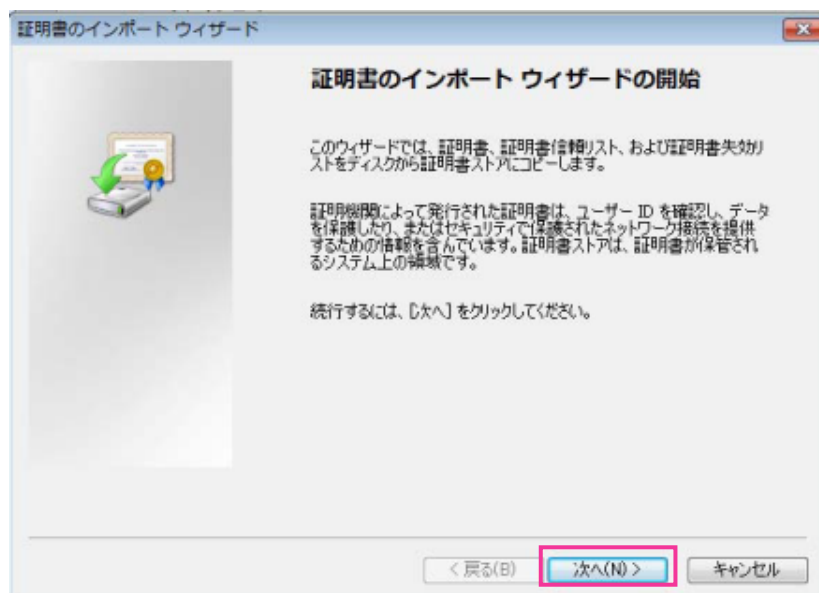 証明書のインポート ウィザード
証明書のインポート ウィザードの開始
このウィザードでは、証明書、証明書信頼リスト、および証明書失効リ
ストをディスクから証明書ストアにコピーします。
証明機関によって発行された証明書は、ユーザー ID を確認し、データ
を保護したり、またはセキュリティで保護されたネットワーク接続を提供
するための情報を含んでいます。証明書ストアは、証明書が保管され
るシステム上の領域です。
続行するには、[次へ] をクリックしてください。
< 戻る(B) 次へ(N) > キャンセル